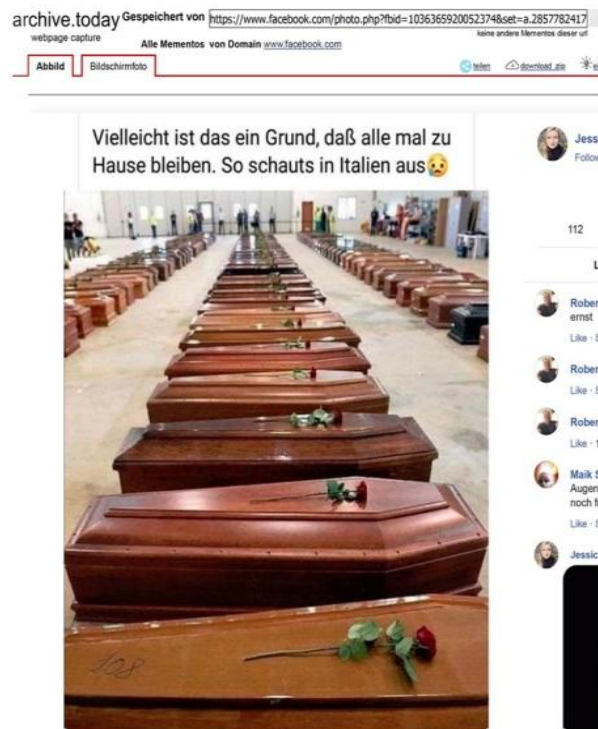 archive.today Gespeichert von https://www.facebook.com/photo.php?fbid=1036365920052374&set=a.2857782417
webpage capture
keine andere Mementos dieser url
Alle Mementos von Domain www.facebook.com
Abbild Bildschirmfoto teilen download .zip
Vielleicht ist das ein Grund, daß alle mal zu
Hause bleiben. So schauts in Italien aus😢
Jess
Follow
112
L
Rober
ernst
Like · S
Rober
Like · S
Rober
Like · 1
Maik S
Augen
noch f
Like · S
Jessic
108